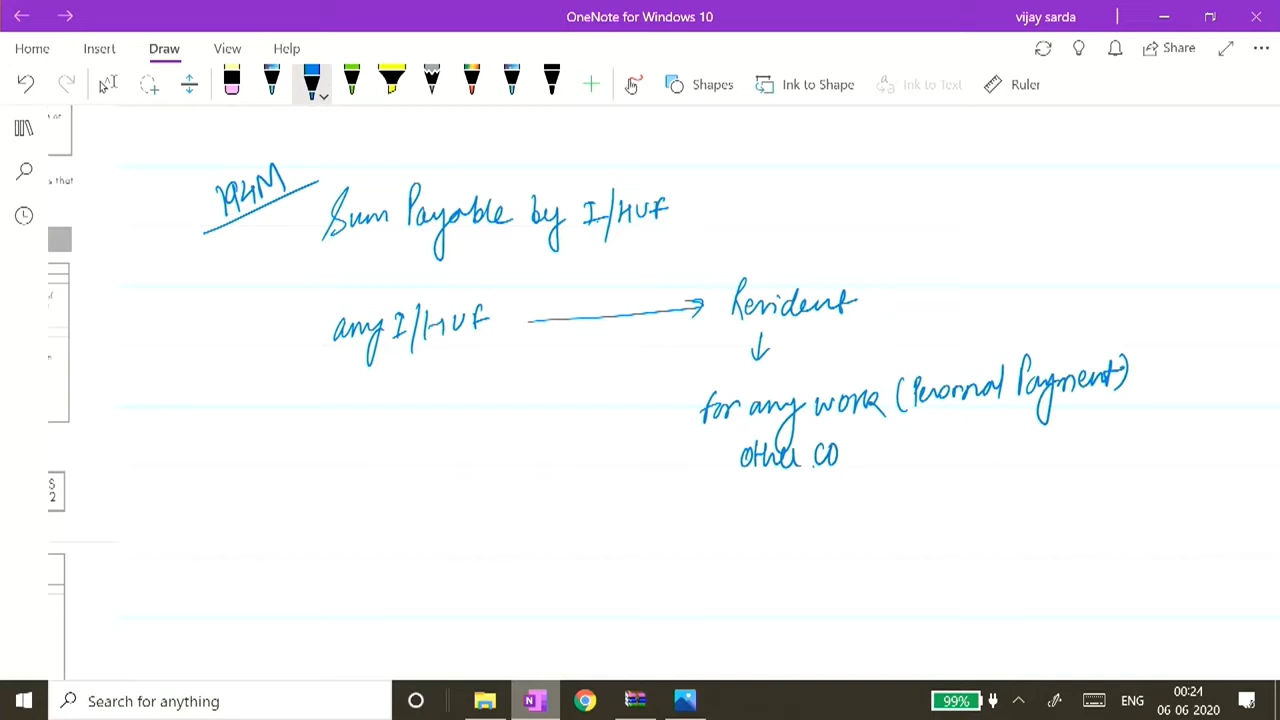 OneNote for Windows 10
vijay sarda
Home Insert Draw View Help
Share
Shapes
Ink to Shape
Ink to Text
Ruler
s that
194M
Sum Payable by I/HUF
any I/HUF
Resident
for any work (Personal Payment)
other CO
S
2
Search for anything
99%
ENG
00:24
06-06-2020